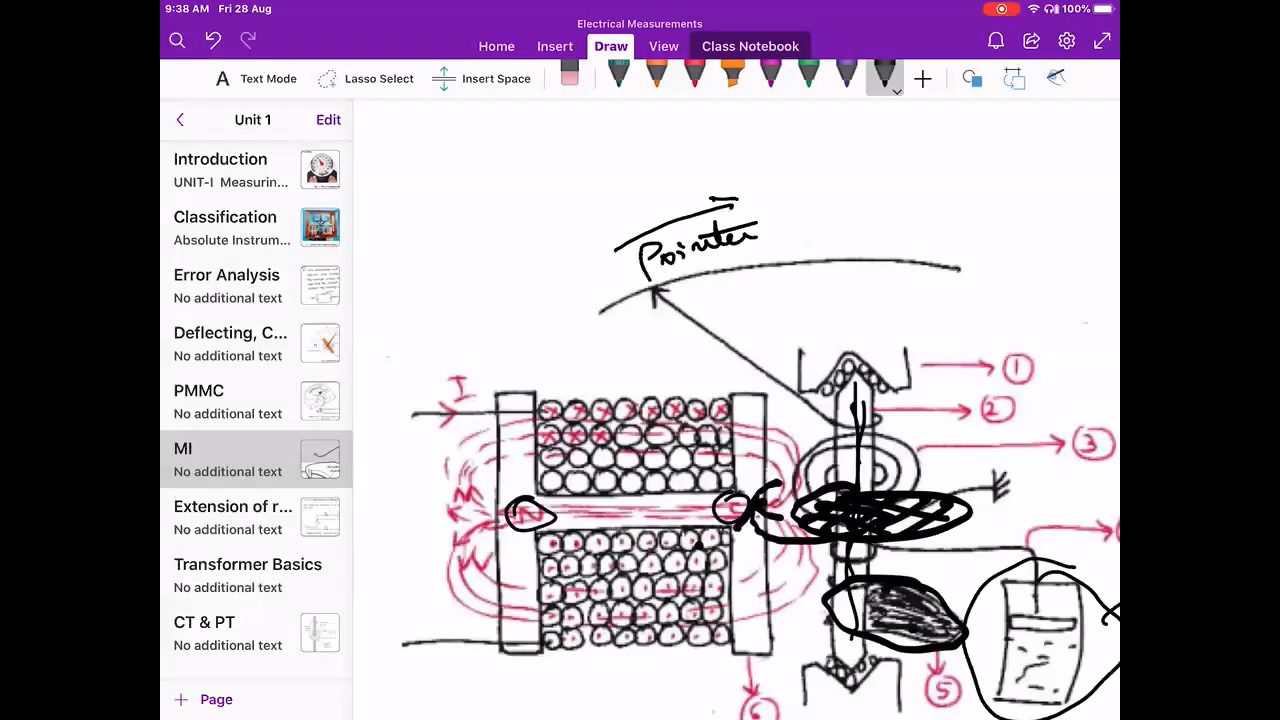 9:38 AM Fri 28 Aug
100%
Electrical Measurements
Home Insert Draw View Class Notebook
A Text Mode Lasso Select Insert Space
Unit 1 Edit
Introduction
UNIT-I Measurin...
Classification
Absolute Instrum...
Error Analysis
No additional text
Deflecting, C...
No additional text
PMMC
No additional text
MI
No additional text
Extension of r...
No additional text
Transformer Basics
No additional text
CT & PT
No additional text
+ Page
Pointer
I
1
2
3
N
5
6